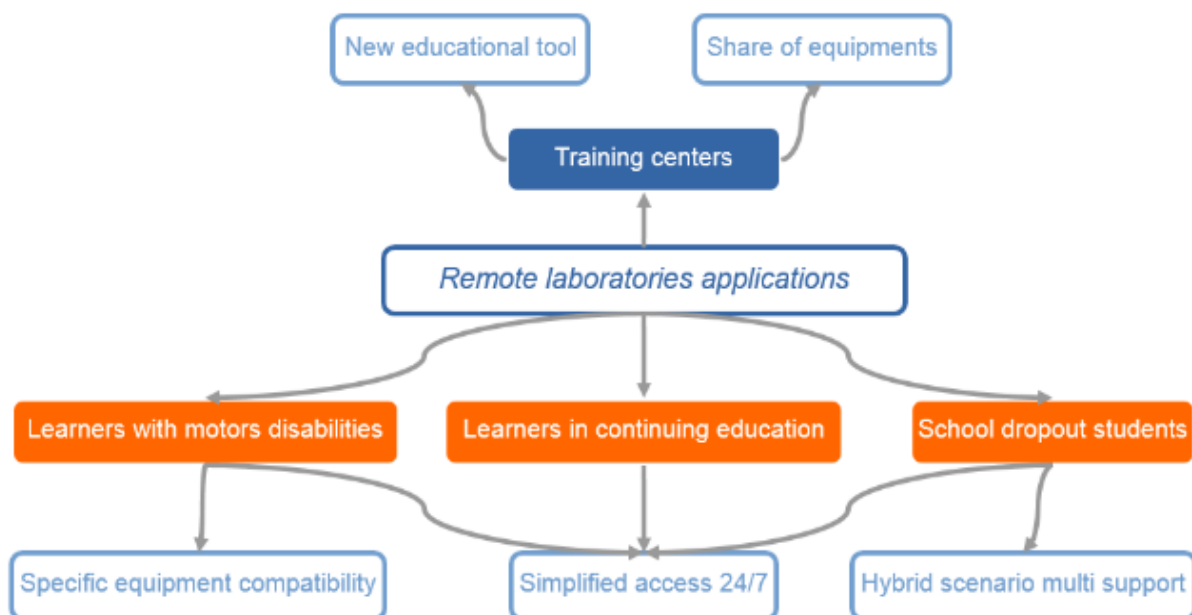 New educational tool
Share of equipments
Training centers
Remote laboratories applications
Learners with motors disabilities
Learners in continuing education
School dropout students
Specific equipment compatibility
Simplified access 24/7
Hybrid scenario multi support